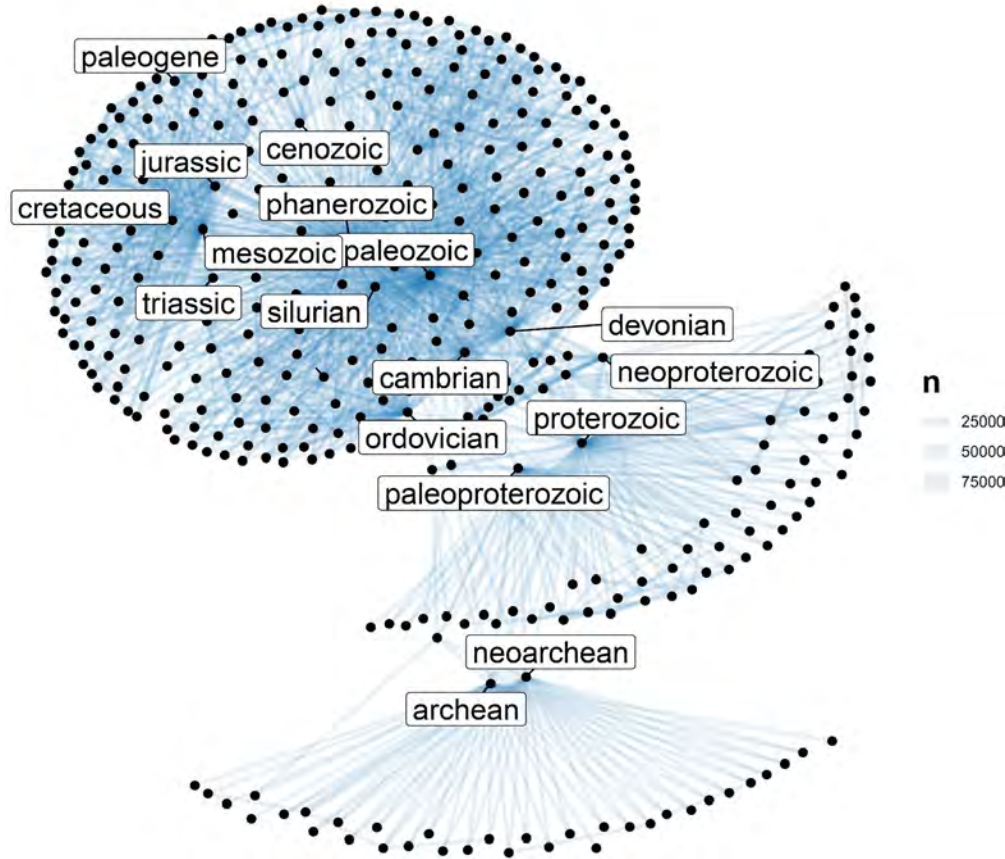 paleogene
cenozoic
jurassic
cretaceous
phanerozoic
mesozoic
paleozoic
triassic
silurian
devonian
cambrian
neoproterozoic
proterozoic
ordovician
paleoproterozoic
neoarchean
archean
n
25000
50000
75000